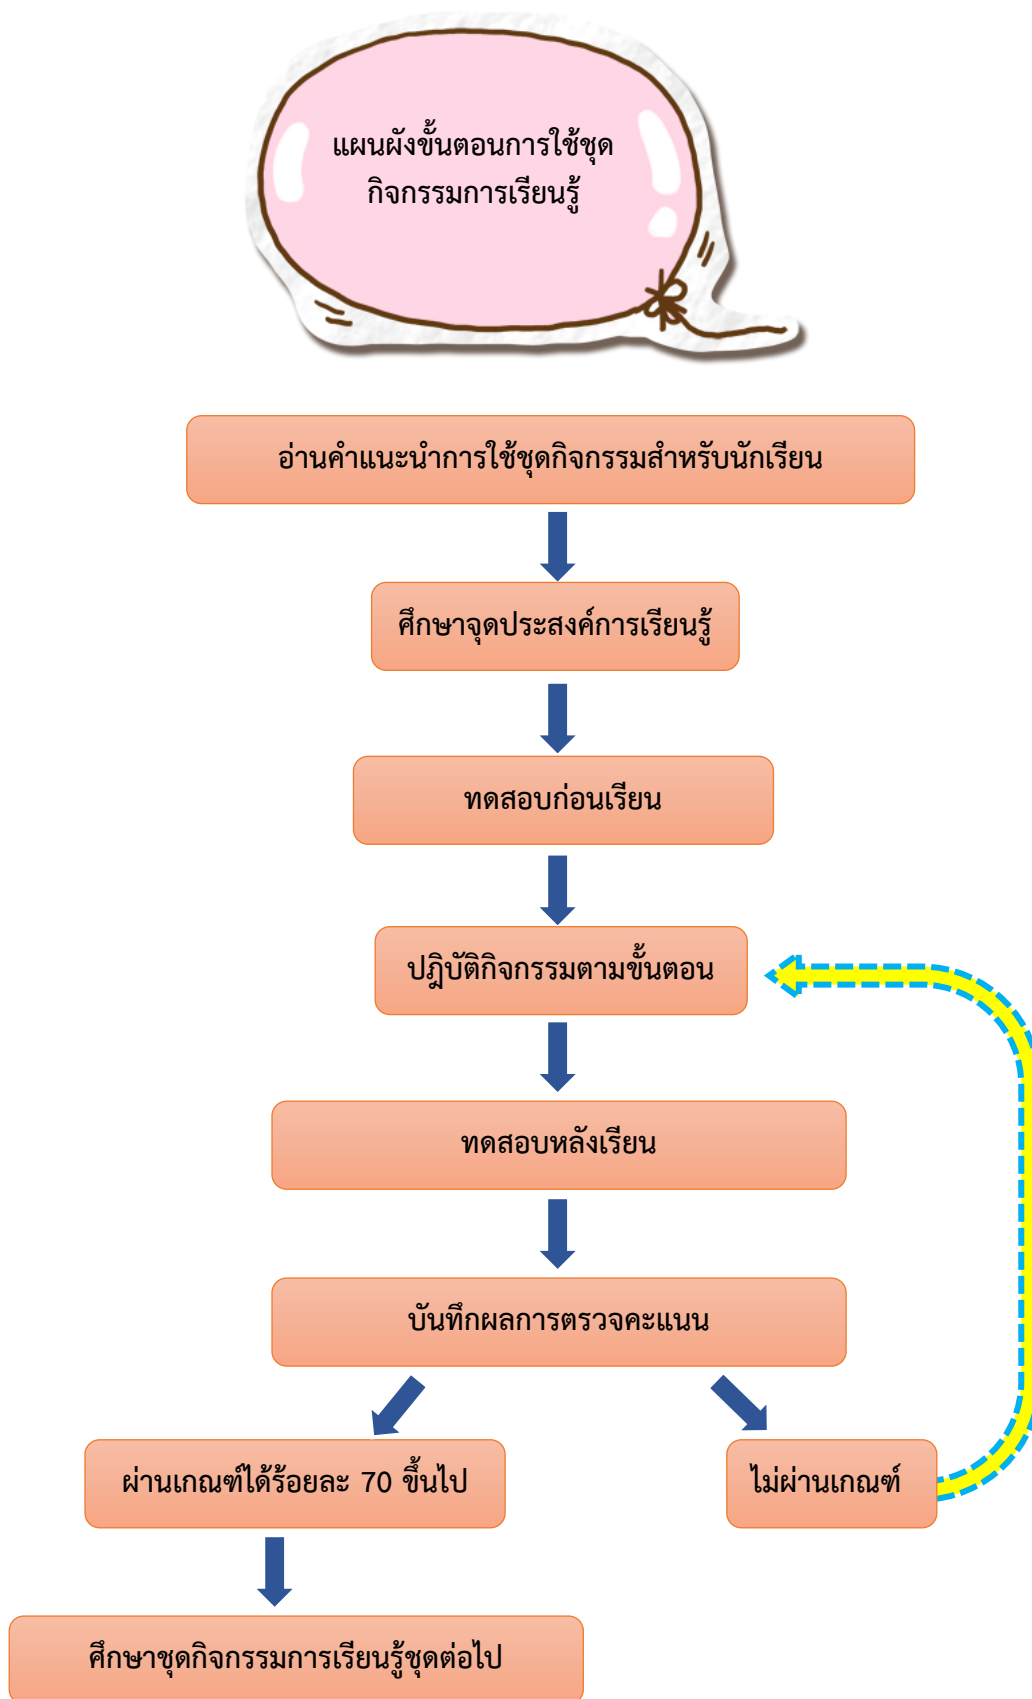 แผนผังขั้นตอนการใช้ชุด
กิจกรรมการเรียนรู้
อ่านคำแนะนำการใช้ชุดกิจกรรมสำหรับนักเรียน
ศึกษาจุดประสงค์การเรียนรู้
ทดสอบก่อนเรียน
ปฎิบัติกิจกรรมตามขั้นตอน
ทดสอบหลังเรียน
บันทึกผลการตรวจคะแนน
ผ่านเกณฑ์ได้ร้อยละ 70 ขึ้นไป
ไม่ผ่านเกณฑ์
ศึกษาชุดกิจกรรมการเรียนรู้ชุดต่อไป